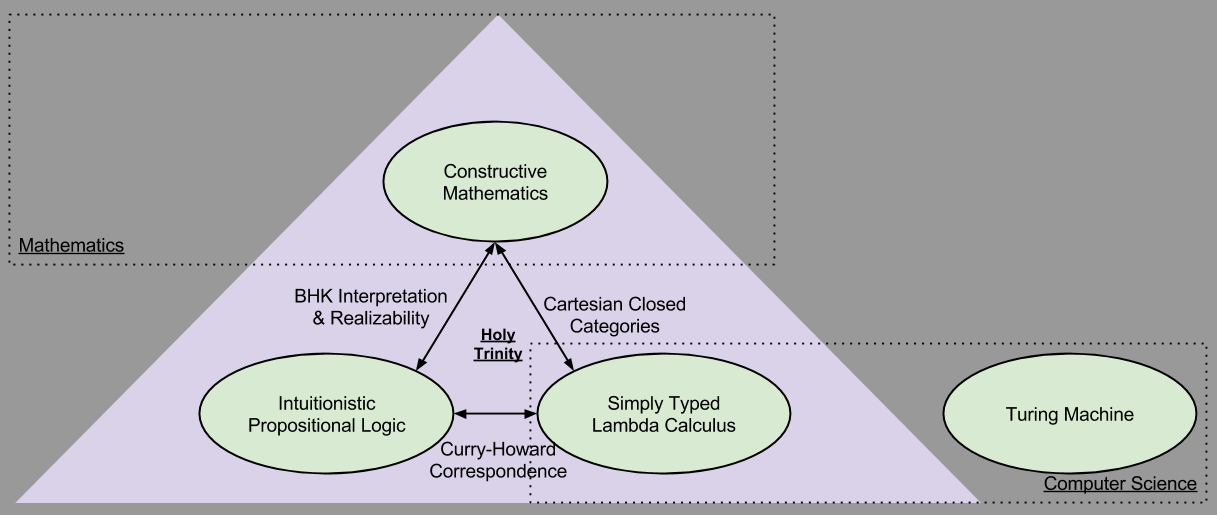 Constructive
Mathematics
Mathematics
BHK Interpretation
& Realizability
Cartesian Closed
Categories
Holy
Trinity
Intuitionistic
Propositional Logic
Simply Typed
Lambda Calculus
Turing Machine
Curry-Howard
Correspondence
Computer Science